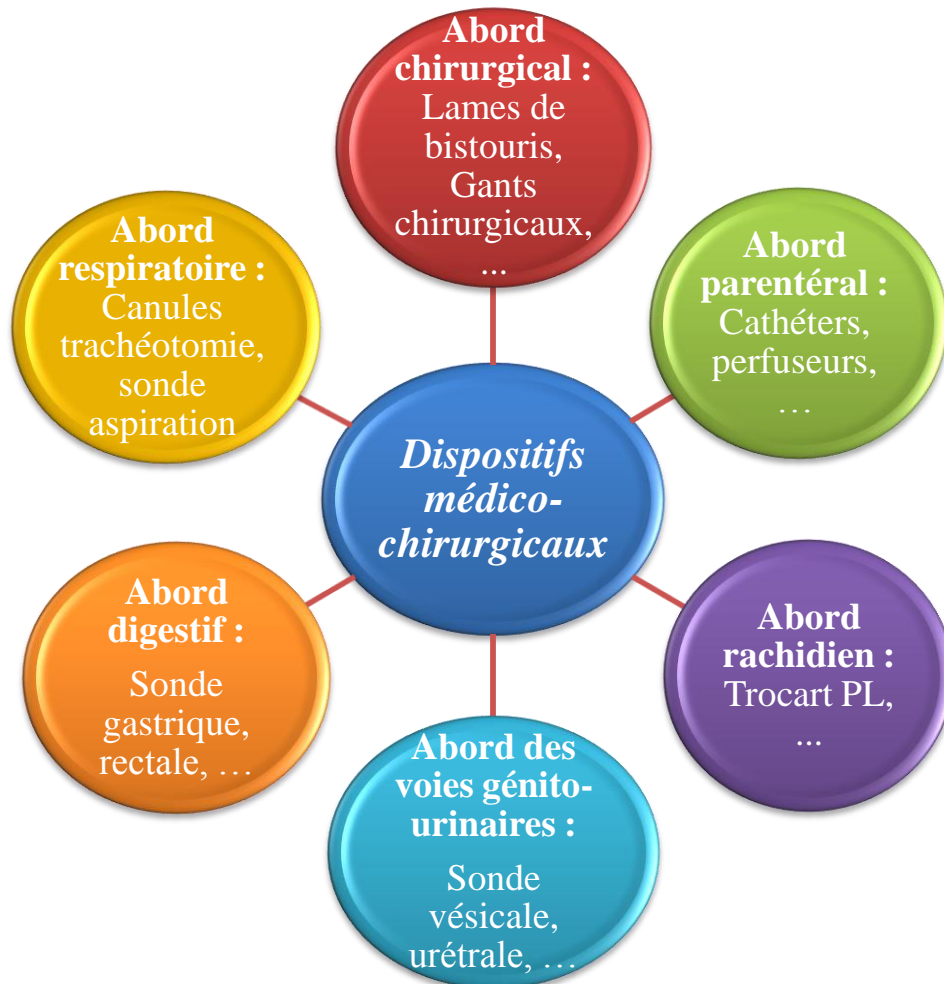 Abord
chirurgical :
Lames de
bistouris,
Gants
chirurgicaux,
...
Abord
parentéral :
Cathéters,
perfuseurs,
…
Abord
rachidien :
Trocart PL,
...
Abord des
voies génito-
urinaires :
Sonde
vésicale,
urétrale, …
Abord
digestif :
Sonde
gastrique,
rectale, …
Abord
respiratoire :
Canules
trachéotomie,
sonde
aspiration
Dispositifs
médico-
chirurgicaux